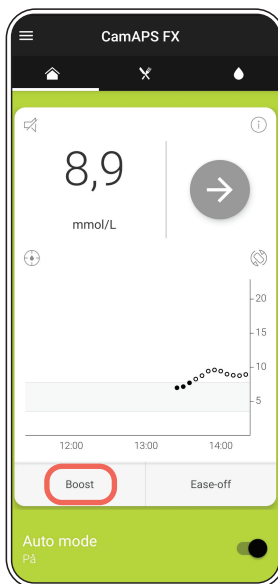 CamAPS FX
8,9
mmol/L
20
15
10
5
12:00 13:00 14:00
Boost Ease-off
Auto mode
På